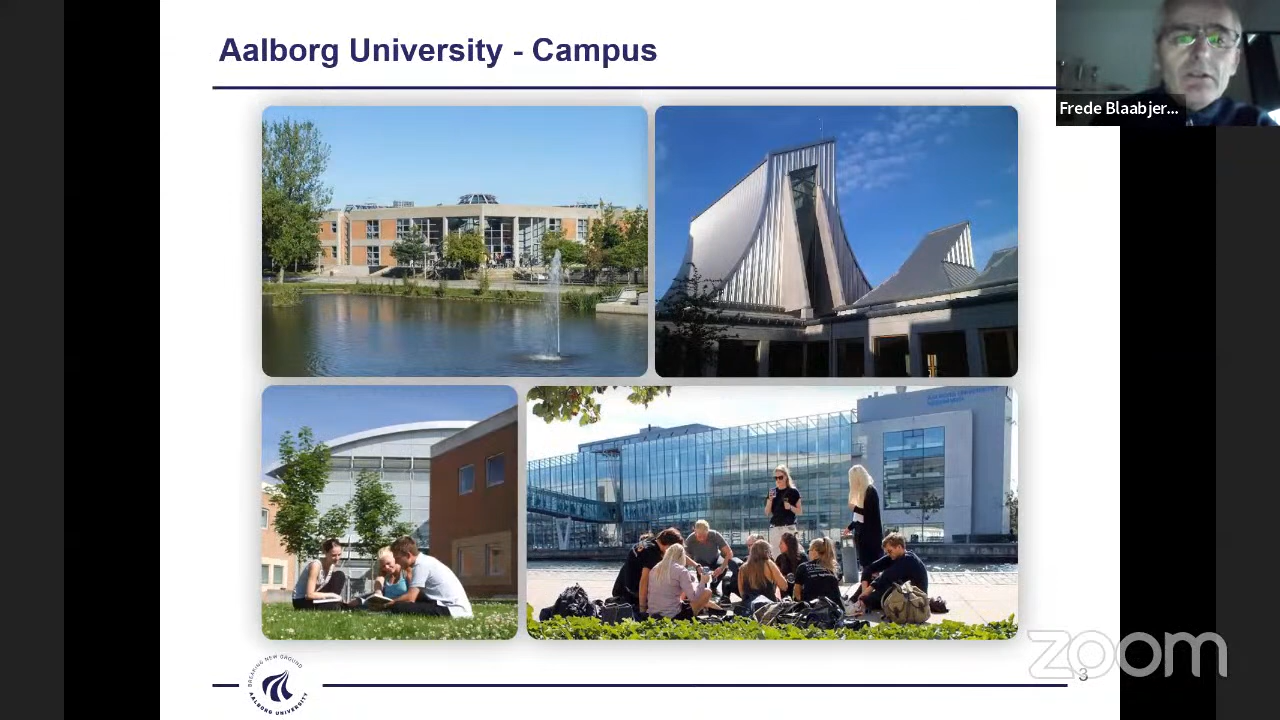 Aalborg University - Campus
Frede Blaabjer...
BREAKING NEW GROUND
AALBORG UNIVERSITY
3
zoom